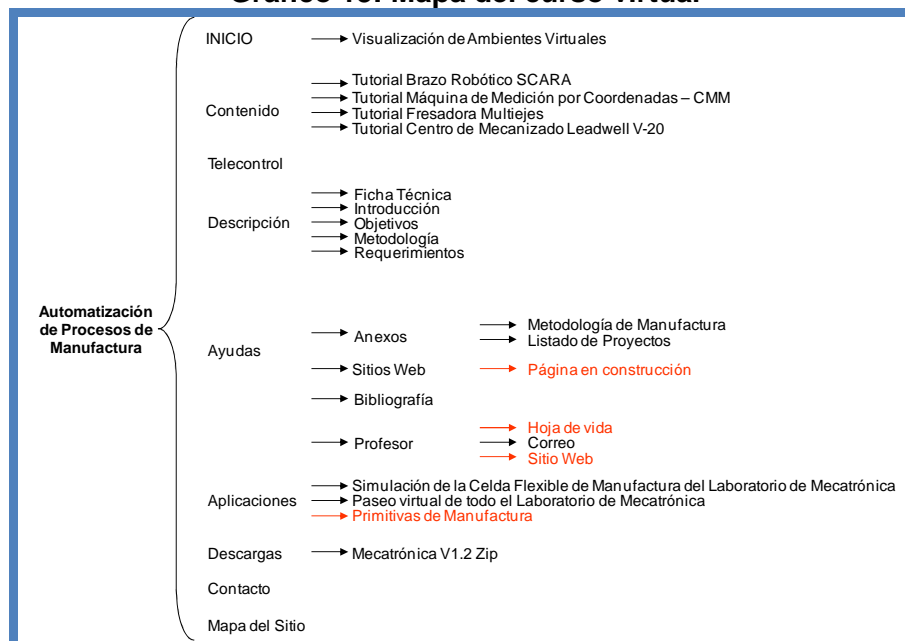 INICIO
Visualización de Ambientes Virtuales
Contenido
Tutorial Brazo Robótico SCARA
Tutorial Máquina de Medición por Coordenadas – CMM
Tutorial Fresadora Multiejes
Tutorial Centro de Mecanizado Leadwell V-20
Telecontrol
Descripción
Ficha Técnica
Introducción
Objetivos
Metodología
Requerimientos
Automatización
de Procesos de
Manufactura
Ayudas
Anexos
Metodología de Manufactura
Listado de Proyectos
Sitios Web
Página en construcción
Bibliografía
Profesor
Hoja de vida
Correo
Sitio Web
Aplicaciones
Simulación de la Celda Flexible de Manufactura del Laboratorio de Mecatrónica
Paseo virtual de todo el Laboratorio de Mecatrónica
Primitivas de Manufactura
Descargas
Mecatrónica V1.2 Zip
Contacto
Mapa del Sitio